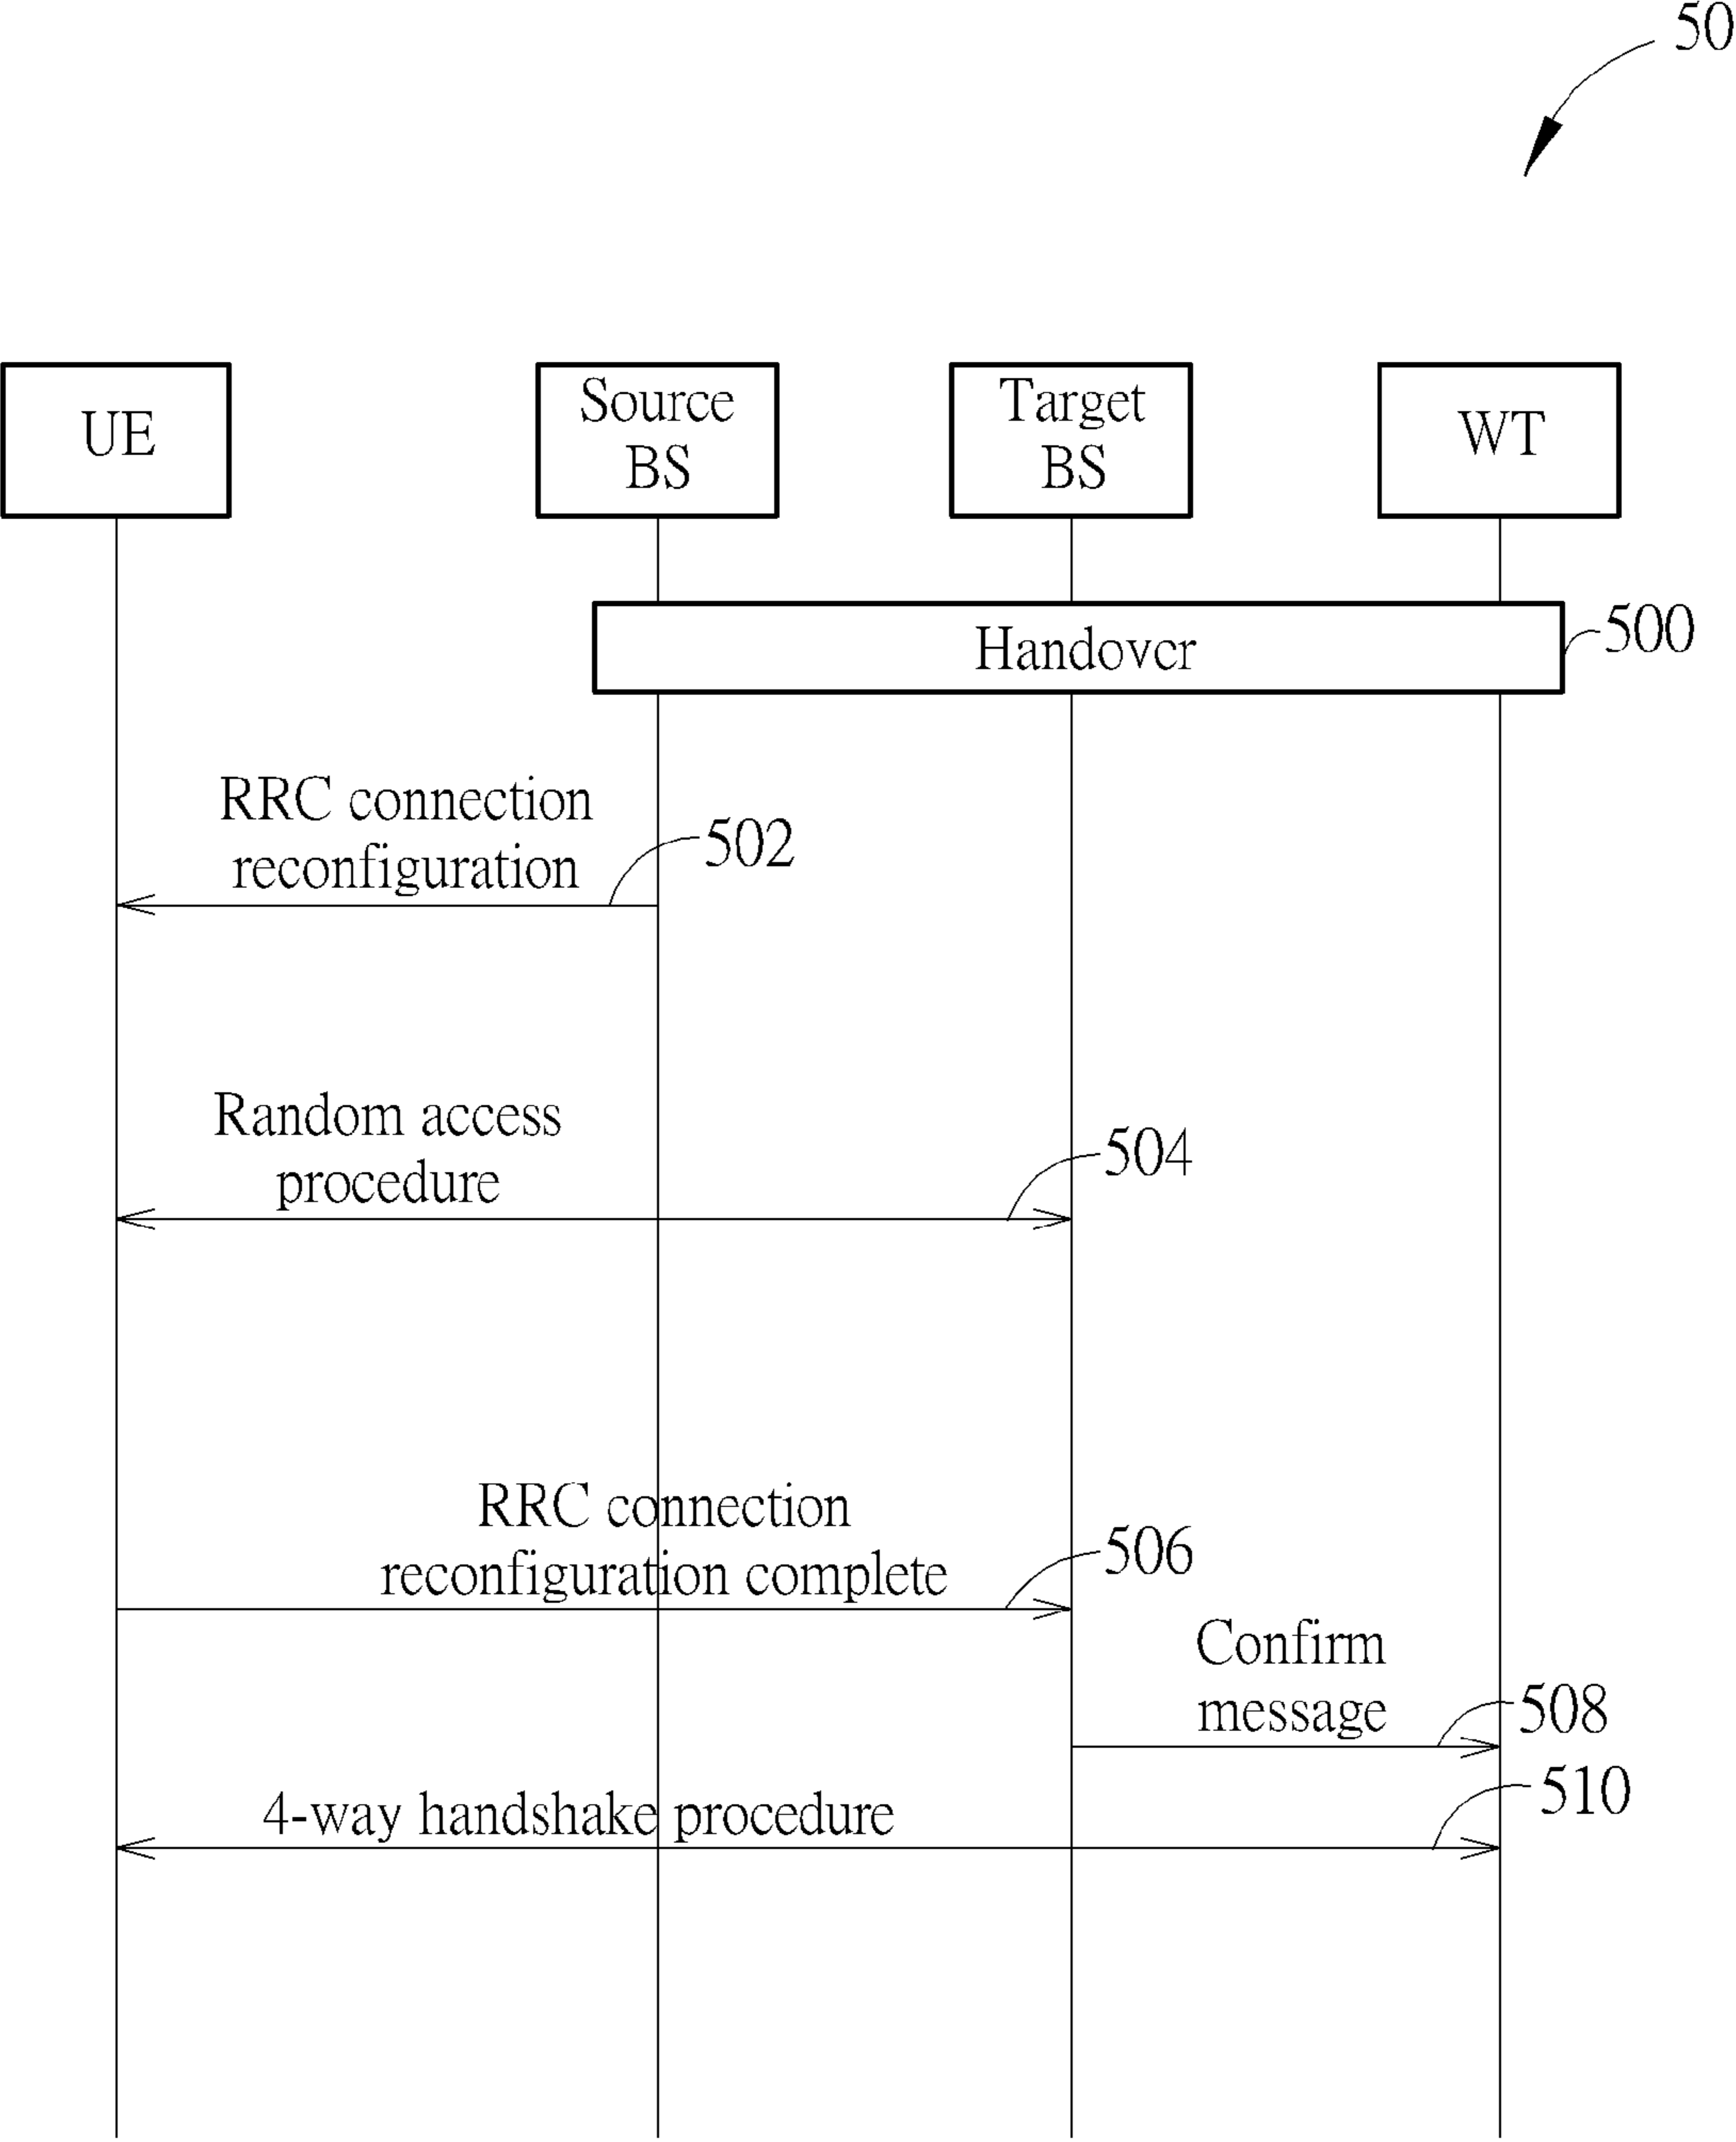 50
UE
Source
BS
Target
BS
WT
Handover
500
RRC connection
reconfiguration
502
Random access
procedure
504
RRC connection
reconfiguration complete
506
Confirm
message
508
4-way handshake procedure
510